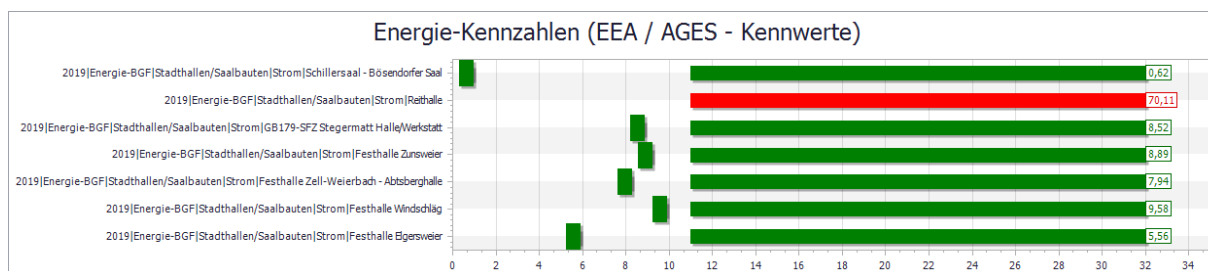 Energie-Kennzahlen (EEA / AGES - Kennwerte)
2019|Energie-BGF|Stadthallen/Saalbauten|Strom|Schillersaal - Bösendorfer Saal 0,62
2019|Energie-BGF|Stadthallen/Saalbauten|Strom|Reithalle 70,11
2019|Energie-BGF|Stadthallen/Saalbauten|Strom|GB179-SFZ Stegermatt Halle/Werkstatt 8,52
2019|Energie-BGF|Stadthallen/Saalbauten|Strom|Festhalle Zunsweier 8,89
2019|Energie-BGF|Stadthallen/Saalbauten|Strom|Festhalle Zell-Weierbach - Abtsberghalle 7,94
2019|Energie-BGF|Stadthallen/Saalbauten|Strom|Festhalle Windschläg 9,58
2019|Energie-BGF|Stadthallen/Saalbauten|Strom|Festhalle Elgersweier 5,56
0 2 4 6 8 10 12 14 16 18 20 22 24 26 28 30 32 34